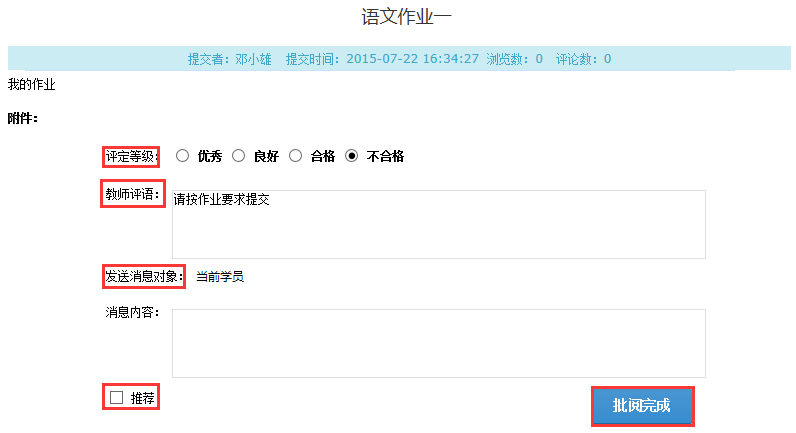 语文作业一
提交者：邓小雄 提交时间：2015-07-22 16:34:27 浏览数：0 评论数：0
我的作业
附件：
评定等级： 优秀 良好 合格 不合格
教师评语： 请按作业要求提交
发送消息对象： 当前学员
消息内容：
推荐 批阅完成